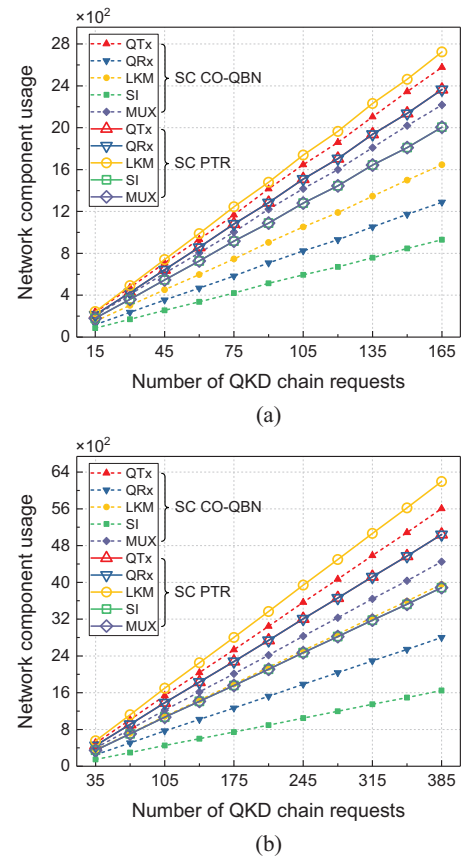 ×10²
Network component usage
28
24
20
16
12
8
4
0
QTx
QRx
LKM
SI
MUX
SC CO-QBN
QTx
QRx
LKM
SI
MUX
SC PTR
15 45 75 105 135 165
Number of QKD chain requests
(a)
×10²
Network component usage
64
56
48
40
32
24
16
8
0
QTx
QRx
LKM
SI
MUX
SC CO-QBN
QTx
QRx
LKM
SI
MUX
SC PTR
35 105 175 245 315 385
Number of QKD chain requests
(b)